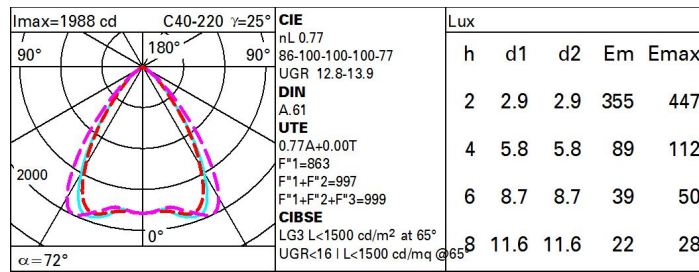 Imax=1988 cd C40-220 γ=25°
90° 180° 90°
2000
0°
α=72°
CIE
nL 0.77
86-100-100-100-77
UGR 12.8-13.9
DIN
A.61
UTE
0.77A+0.00T
F"1=863
F"1+F"2=997
F"1+F"2+F"3=999
CIBSE
LG3 L<1500 cd/m² at 65°
UGR<16 | L<1500 cd/mq @65°
Lux
h d1 d2 Em Emax
2 2.9 2.9 355 447
4 5.8 5.8 89 112
6 8.7 8.7 39 50
8 11.6 11.6 22 28